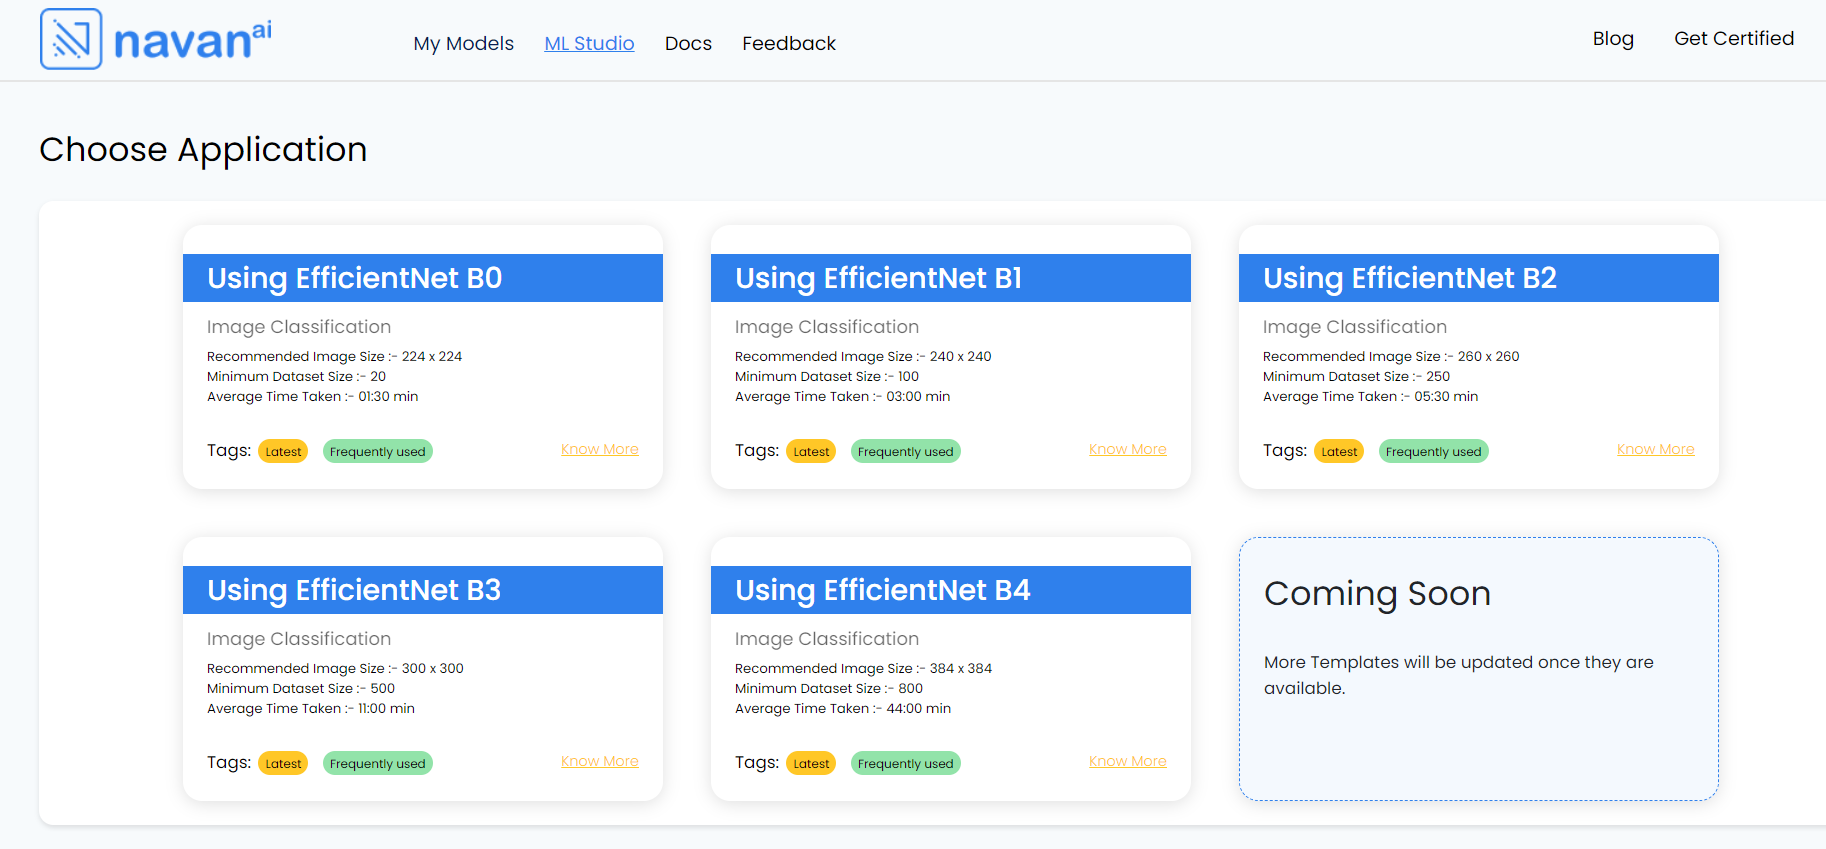 navan ai
My Models ML Studio Docs Feedback Blog Get Certified
Choose Application
Using EfficientNet B0
Image Classification
Recommended Image Size :- 224 x 224
Minimum Dataset Size :- 20
Average Time Taken :- 01:30 min
Tags: Latest Frequently used Know More
Using EfficientNet B1
Image Classification
Recommended Image Size :- 240 x 240
Minimum Dataset Size :- 100
Average Time Taken :- 03:00 min
Tags: Latest Frequently used Know More
Using EfficientNet B2
Image Classification
Recommended Image Size :- 260 x 260
Minimum Dataset Size :- 250
Average Time Taken :- 05:30 min
Tags: Latest Frequently used Know More
Using EfficientNet B3
Image Classification
Recommended Image Size :- 300 x 300
Minimum Dataset Size :- 500
Average Time Taken :- 11:00 min
Tags: Latest Frequently used Know More
Using EfficientNet B4
Image Classification
Recommended Image Size :- 384 x 384
Minimum Dataset Size :- 800
Average Time Taken :- 44:00 min
Tags: Latest Frequently used Know More
Coming Soon
More Templates will be updated once they are
available.